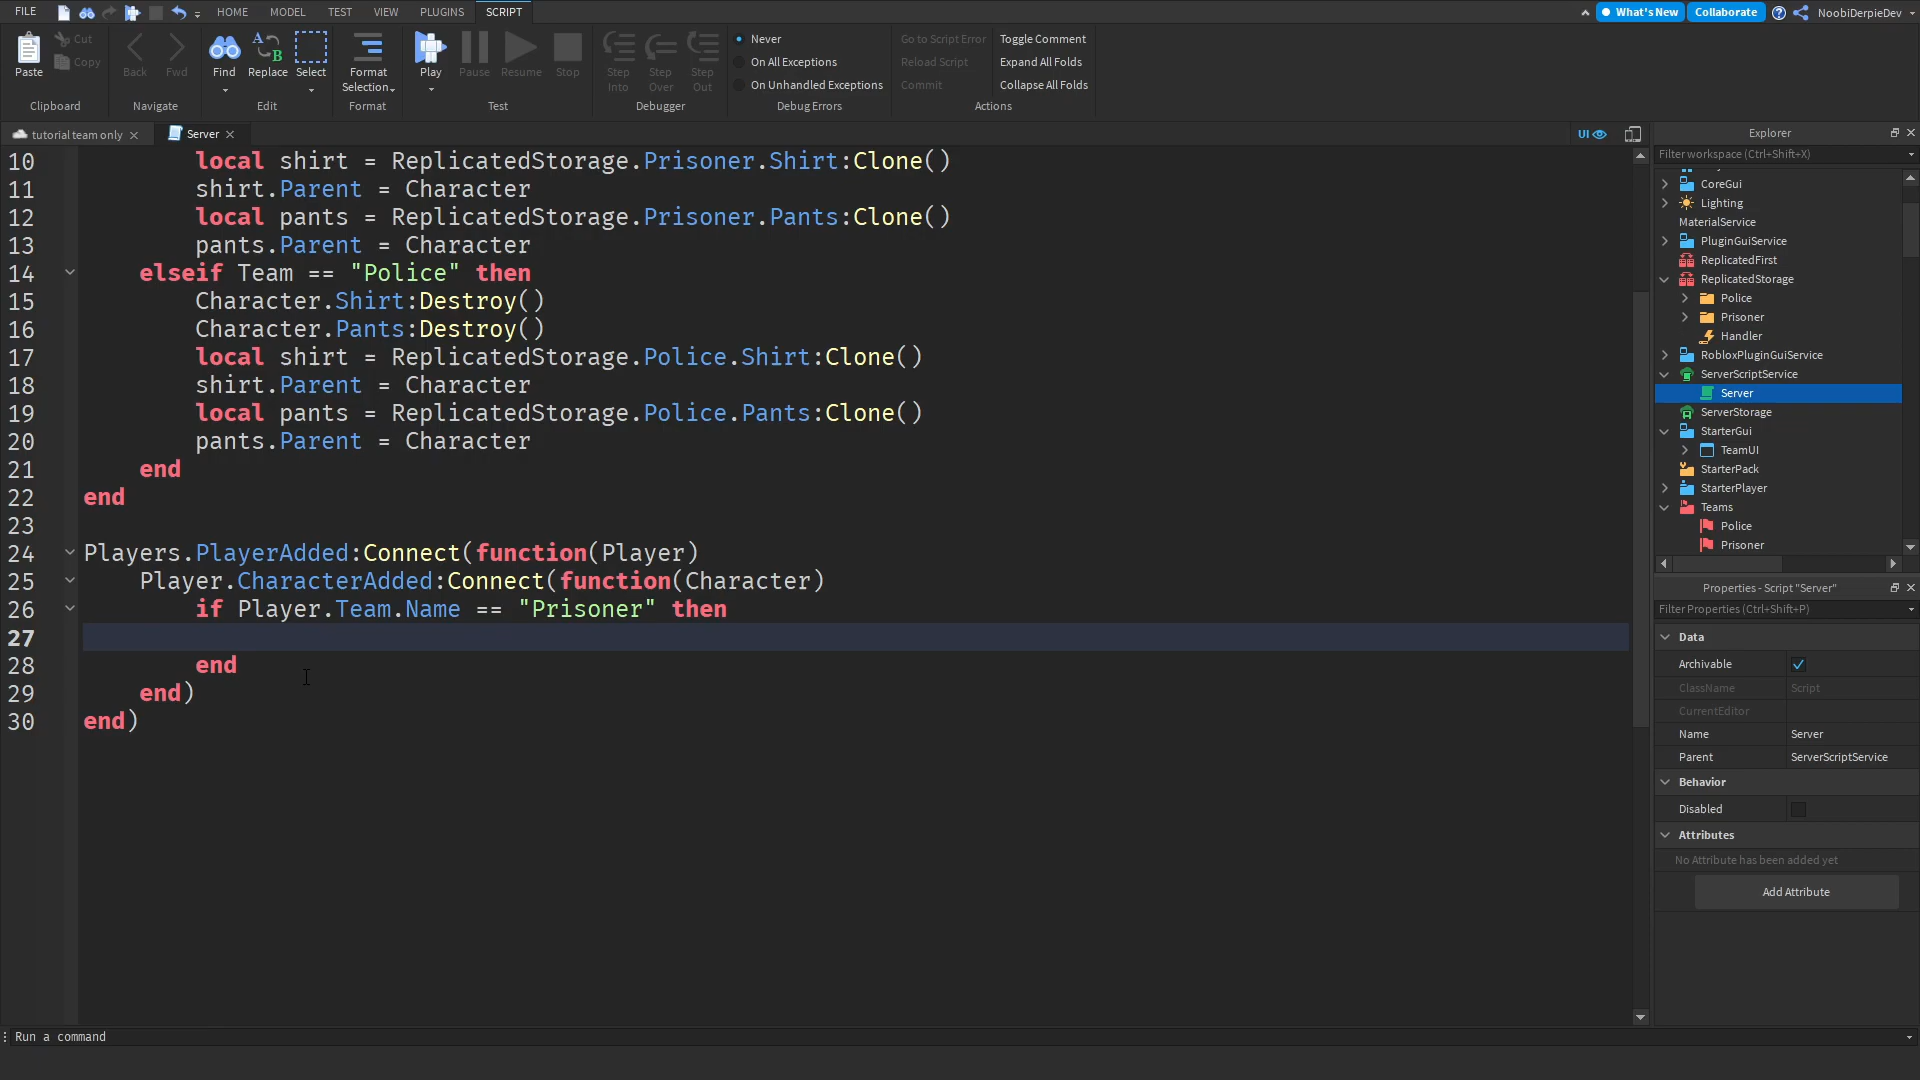 FILE HOME MODEL TEST VIEW PLUGINS SCRIPT What's New Collaborate NoobiDerpieDev
Paste Cut Copy Clipboard
Back Fwd Navigate
Find Replace Select Edit
Format Selection Format
Play Pause Resume Stop Test
Step Into Step Over Step Out Debugger
Never
On All Exceptions
On Unhandled Exceptions
Debug Errors
Go to Script Error Toggle Comment
Reload Script Expand All Folds
Commit Collapse All Folds
Actions
tutorial team only Server UI
10 local shirt = ReplicatedStorage.Prisoner.Shirt:Clone()
11 shirt.Parent = Character
12 local pants = ReplicatedStorage.Prisoner.Pants:Clone()
13 pants.Parent = Character
14 elseif Team == "Police" then
15 Character.Shirt:Destroy()
16 Character.Pants:Destroy()
17 local shirt = ReplicatedStorage.Police.Shirt:Clone()
18 shirt.Parent = Character
19 local pants = ReplicatedStorage.Police.Pants:Clone()
20 pants.Parent = Character
21 end
22 end
23
24 Players.PlayerAdded:Connect(function(Player)
25 Player.CharacterAdded:Connect(function(Character)
26 if Player.Team.Name == "Prisoner" then
27
28 end
29 end)
30 end)
Explorer
Filter workspace (Ctrl+Shift+X)
CoreGui
Lighting
MaterialService
PluginGuiService
ReplicatedFirst
ReplicatedStorage
Police
Prisoner
Handler
RobloxPluginGuiService
ServerScriptService
Server
ServerStorage
StarterGui
TeamUI
StarterPack
StarterPlayer
Teams
Police
Prisoner
Properties - Script "Server"
Filter Properties (Ctrl+Shift+P)
Data
Archivable
ClassName Script
CurrentEditor
Name Server
Parent ServerScriptService
Behavior
Disabled
Attributes
No Attribute has been added yet
Add Attribute
Run a command